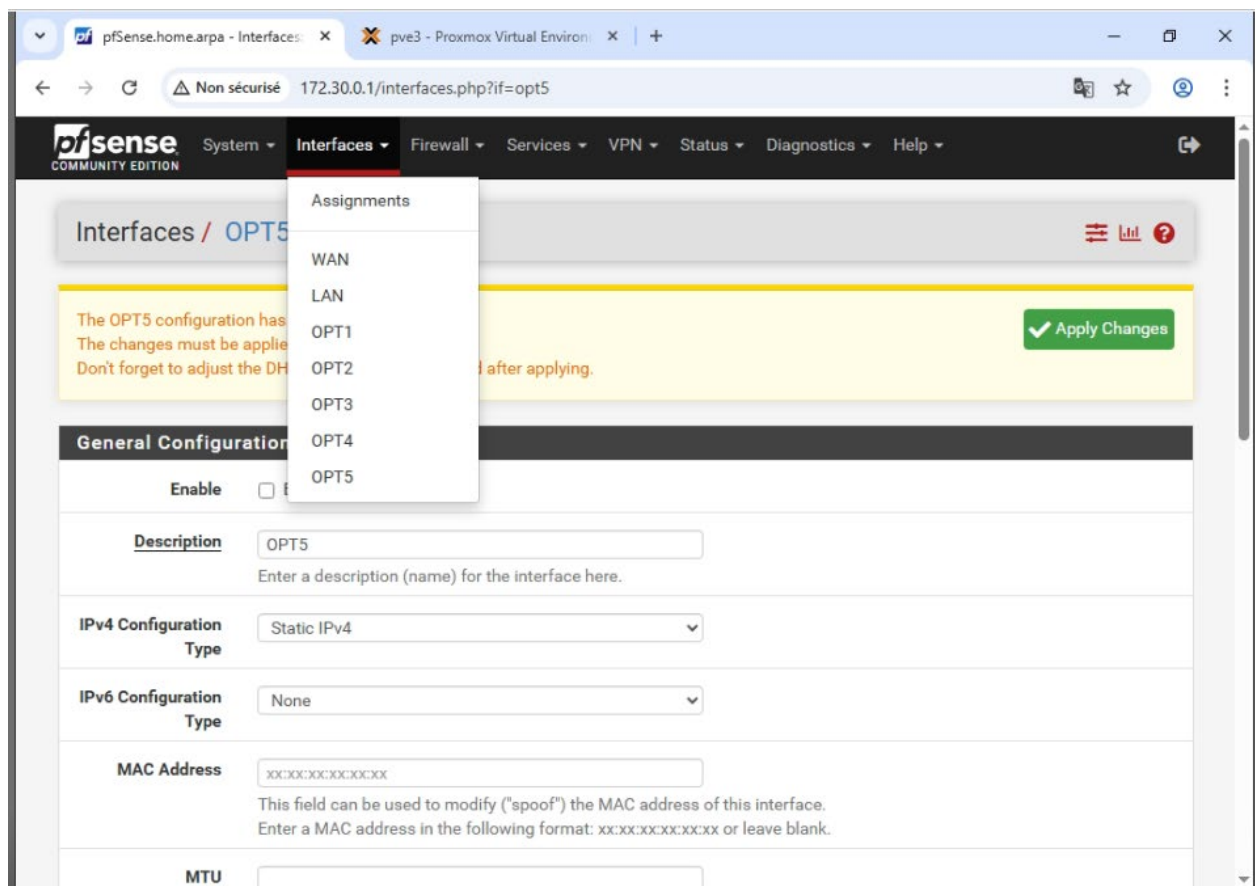 pfSense.home.arpa - Interfaces:
pve3 - Proxmox Virtual Environ
Non sécurisé 172.30.0.1/interfaces.php?if=opt5
pfsense
COMMUNITY EDITION
System Interfaces Firewall Services VPN Status Diagnostics Help
Assignments
WAN
LAN
OPT1
OPT2
OPT3
OPT4
OPT5
Interfaces / OPT5
The OPT5 configuration has
The changes must be applie
Don't forget to adjust the DH after applying.
Apply Changes
General Configuration
Enable
Description
OPT5
Enter a description (name) for the interface here.
IPv4 Configuration
Type
Static IPv4
IPv6 Configuration
Type
None
MAC Address
xx:xx:xx:xx:xx:xx
This field can be used to modify ("spoof") the MAC address of this interface.
Enter a MAC address in the following format: xx:xx:xx:xx:xx:xx or leave blank.
MTU